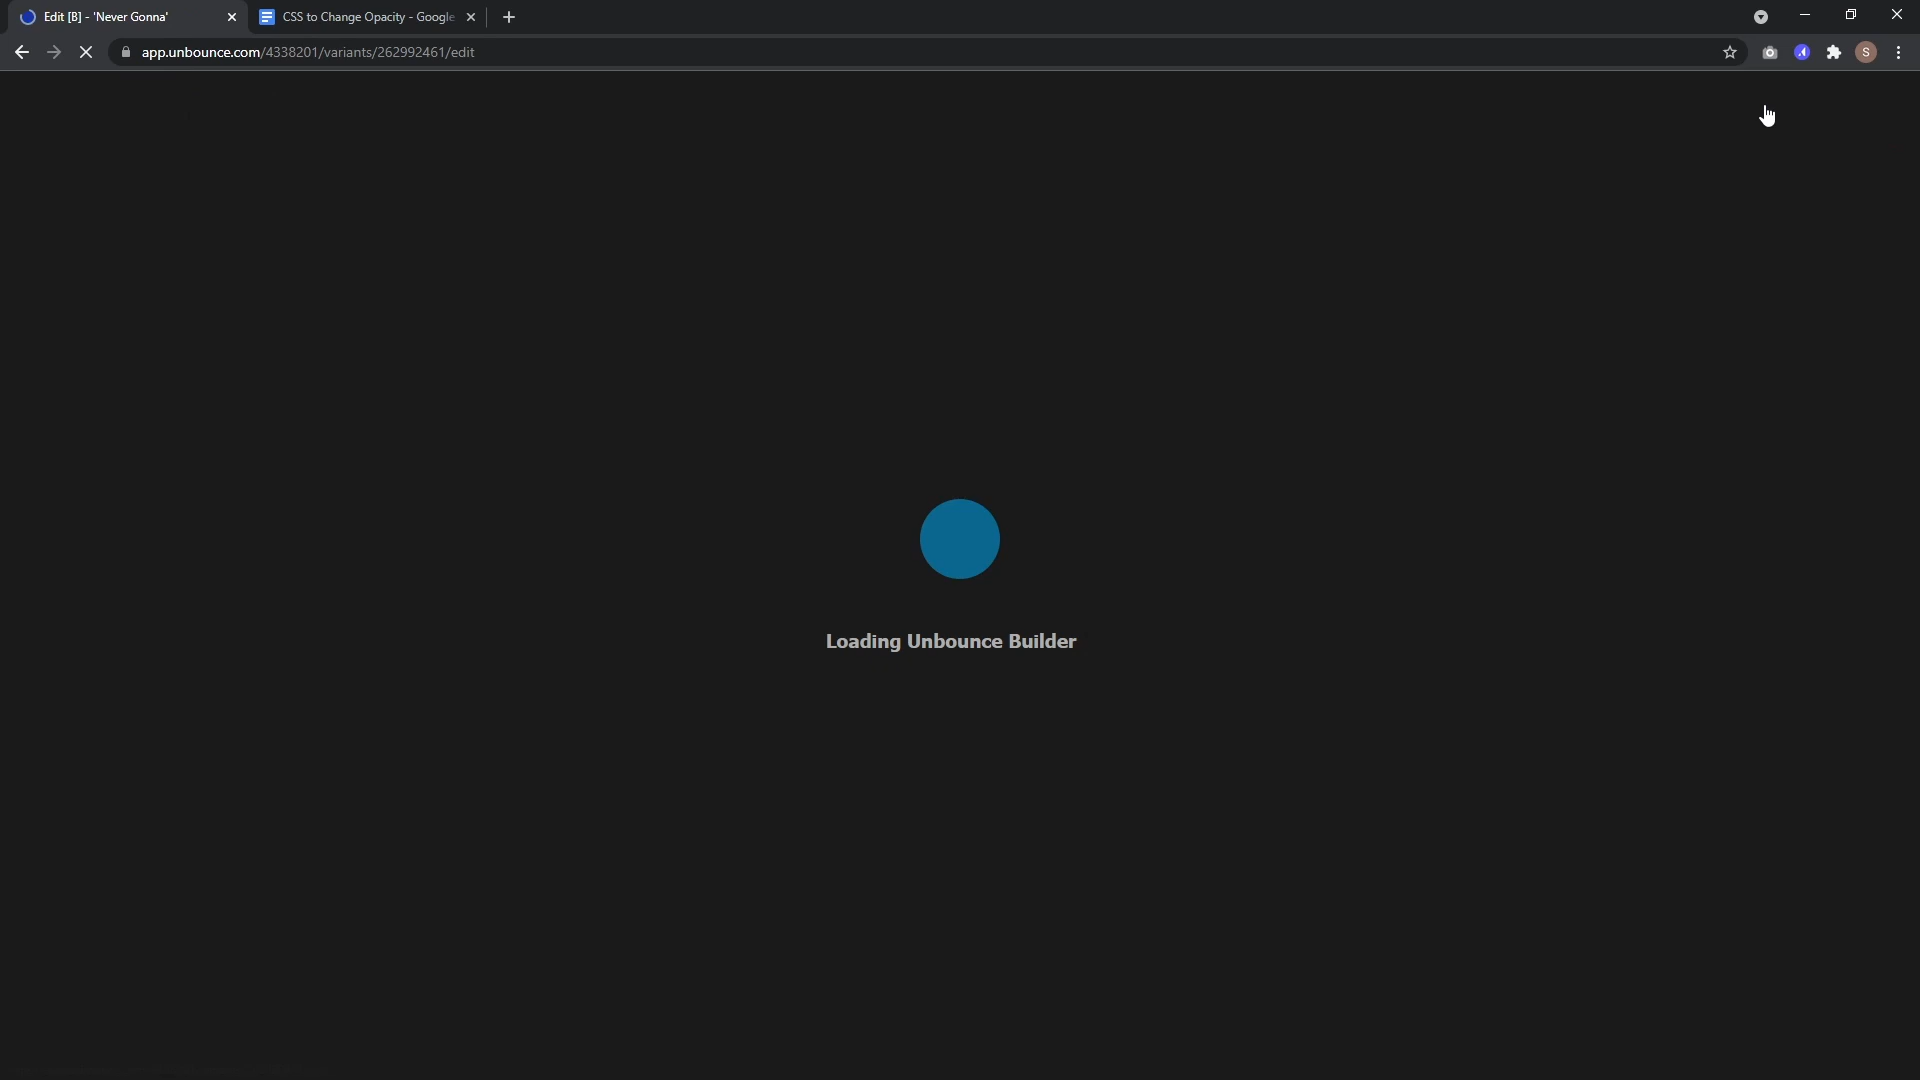 Edit [B] - 'Never Gonna'
CSS to Change Opacity - Google
app.unbounce.com/4338201/variants/262992461/edit
S
Loading Unbounce Builder